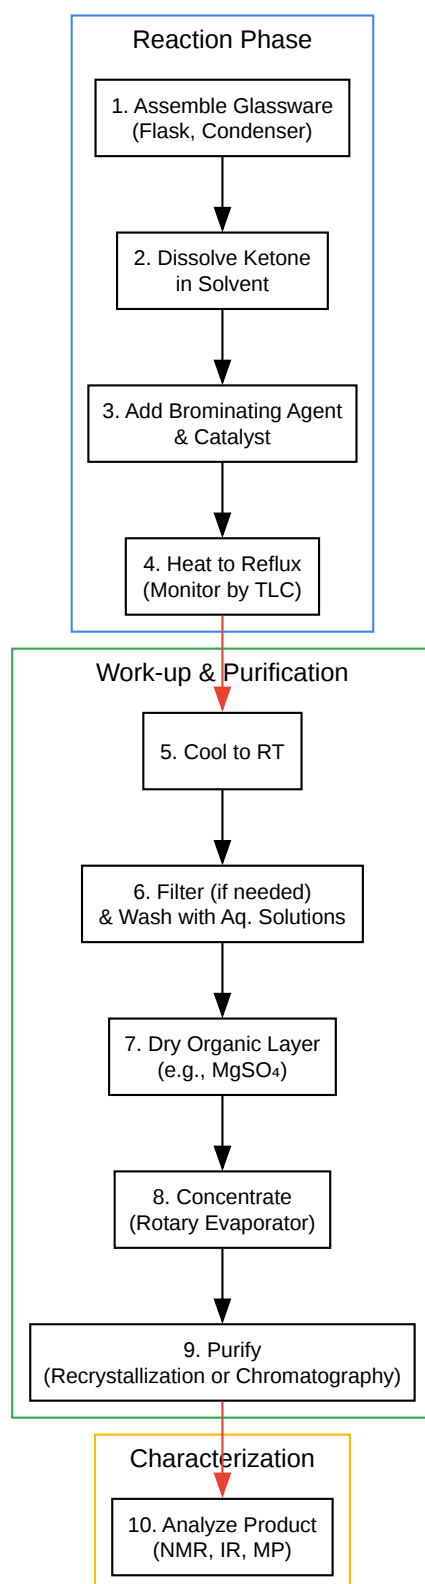 Reaction Phase
1. Assemble Glassware
(Flask, Condenser)
2. Dissolve Ketone
in Solvent
3. Add Brominating Agent
& Catalyst
4. Heat to Reflux
(Monitor by TLC)
Work-up & Purification
5. Cool to RT
6. Filter (if needed)
& Wash with Aq. Solutions
7. Dry Organic Layer
(e.g., MgSO₄)
8. Concentrate
(Rotary Evaporator)
9. Purify
(Recrystallization or Chromatography)
Characterization
10. Analyze Product
(NMR, IR, MP)